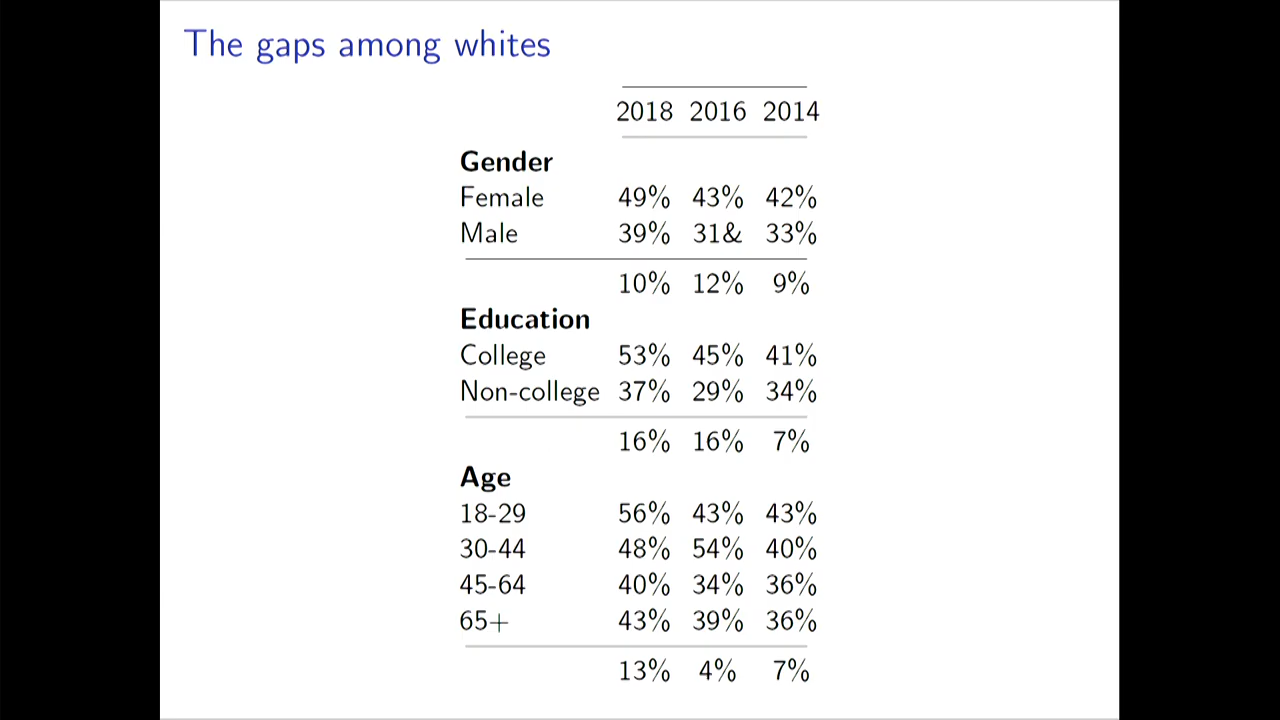 The gaps among whites
2018 2016 2014
Gender
Female 49% 43% 42%
Male 39% 31& 33%
10% 12% 9%
Education
College 53% 45% 41%
Non-college 37% 29% 34%
16% 16% 7%
Age
18-29 56% 43% 43%
30-44 48% 54% 40%
45-64 40% 34% 36%
65+ 43% 39% 36%
13% 4% 7%